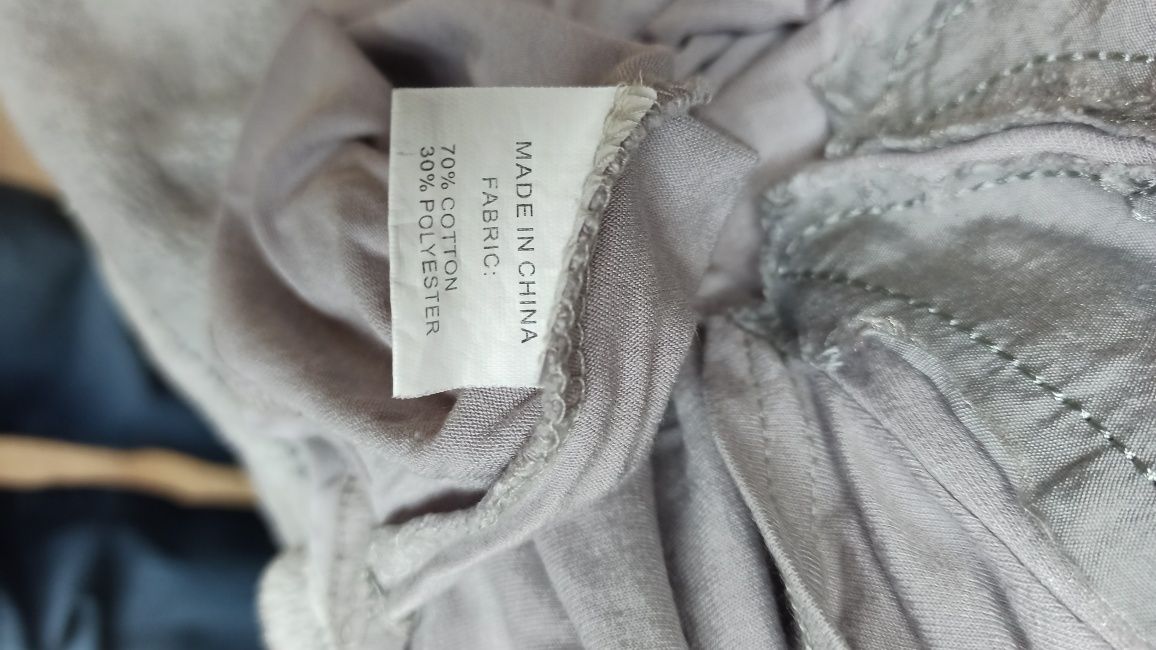 MADE IN CHINA
FABRIC:
70% COTTON
30% POLYESTER